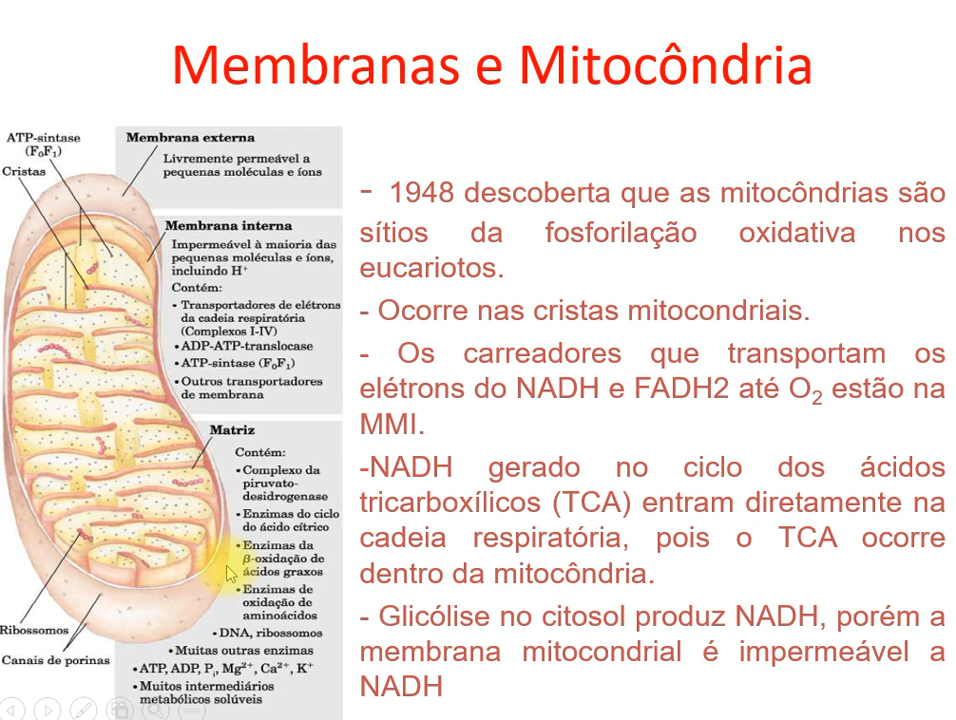 Membranas e Mitocôndria
ATP-sintase
(F₀F₁)
Cristas
Membrana externa
Livremente permeável a
pequenas moléculas e íons
Membrana interna
Impermeável à maioria das
pequenas moléculas e íons,
incluindo H⁺
Contém:
• Transportadores de elétrons
da cadeia respiratória
(Complexos I-IV)
• ADP-ATP-translocase
• ATP-sintase (F₀F₁)
• Outros transportadores
de membrana
Matriz
Contém:
• Complexo da
piruvato-
desidrogenase
• Enzimas do ciclo
do ácido cítrico
• Enzimas da
β-oxidação de
ácidos graxos
• Enzimas de
oxidação de
aminoácidos
• DNA, ribossomos
• Muitas outras enzimas
• ATP, ADP, Pᵢ, Mg²⁺, Ca²⁺, K⁺
• Muitos intermediários
metabólicos solúveis
Ribossomos
Canais de porinas
- 1948 descoberta que as mitocôndrias são
sítios da fosforilação oxidativa nos
eucariotos.
- Ocorre nas cristas mitocondriais.
- Os carreadores que transportam os
elétrons do NADH e FADH2 até O₂ estão na
MMI.
-NADH gerado no ciclo dos ácidos
tricarboxílicos (TCA) entram diretamente na
cadeia respiratória, pois o TCA ocorre
dentro da mitocôndria.
- Glicólise no citosol produz NADH, porém a
membrana mitocondrial é impermeável a
NADH